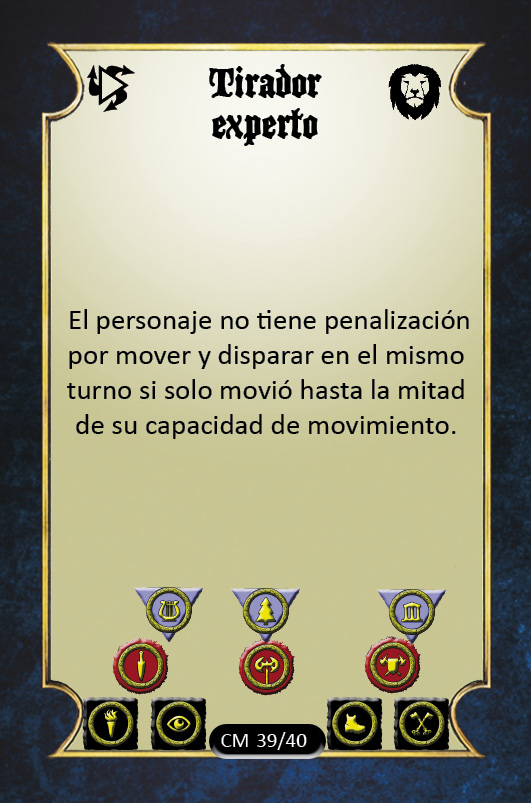 Tirador
experto
El personaje no tiene penalización
por mover y disparar en el mismo
turno si solo movió hasta la mitad
de su capacidad de movimiento.
CM 39/40